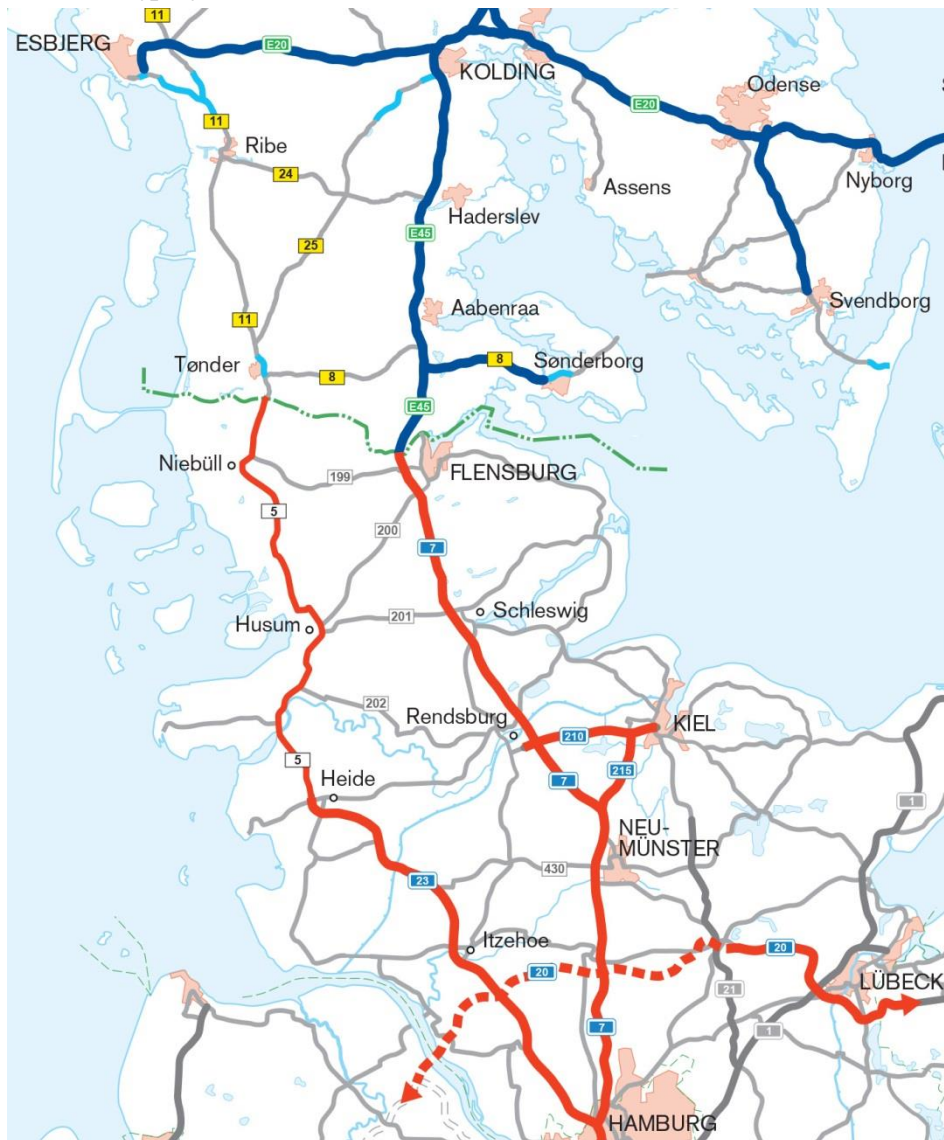 11
ESBJERG
E20
KOLDING
Odense
E20
11
Ribe
24
Assens
Nyborg
Haderslev
E45
25
Aabenraa
Svendborg
11
Tønder
8
8
Sønderborg
E45
Niebüll
199
FLENSBURG
5
200
7
Husum
201
Schleswig
202
Rendsburg
210
KIEL
5
215
Heide
7
1
NEU-
MÜNSTER
23
430
Itzehoe
20
20
LÜBECK
21
7
1
HAMBURG